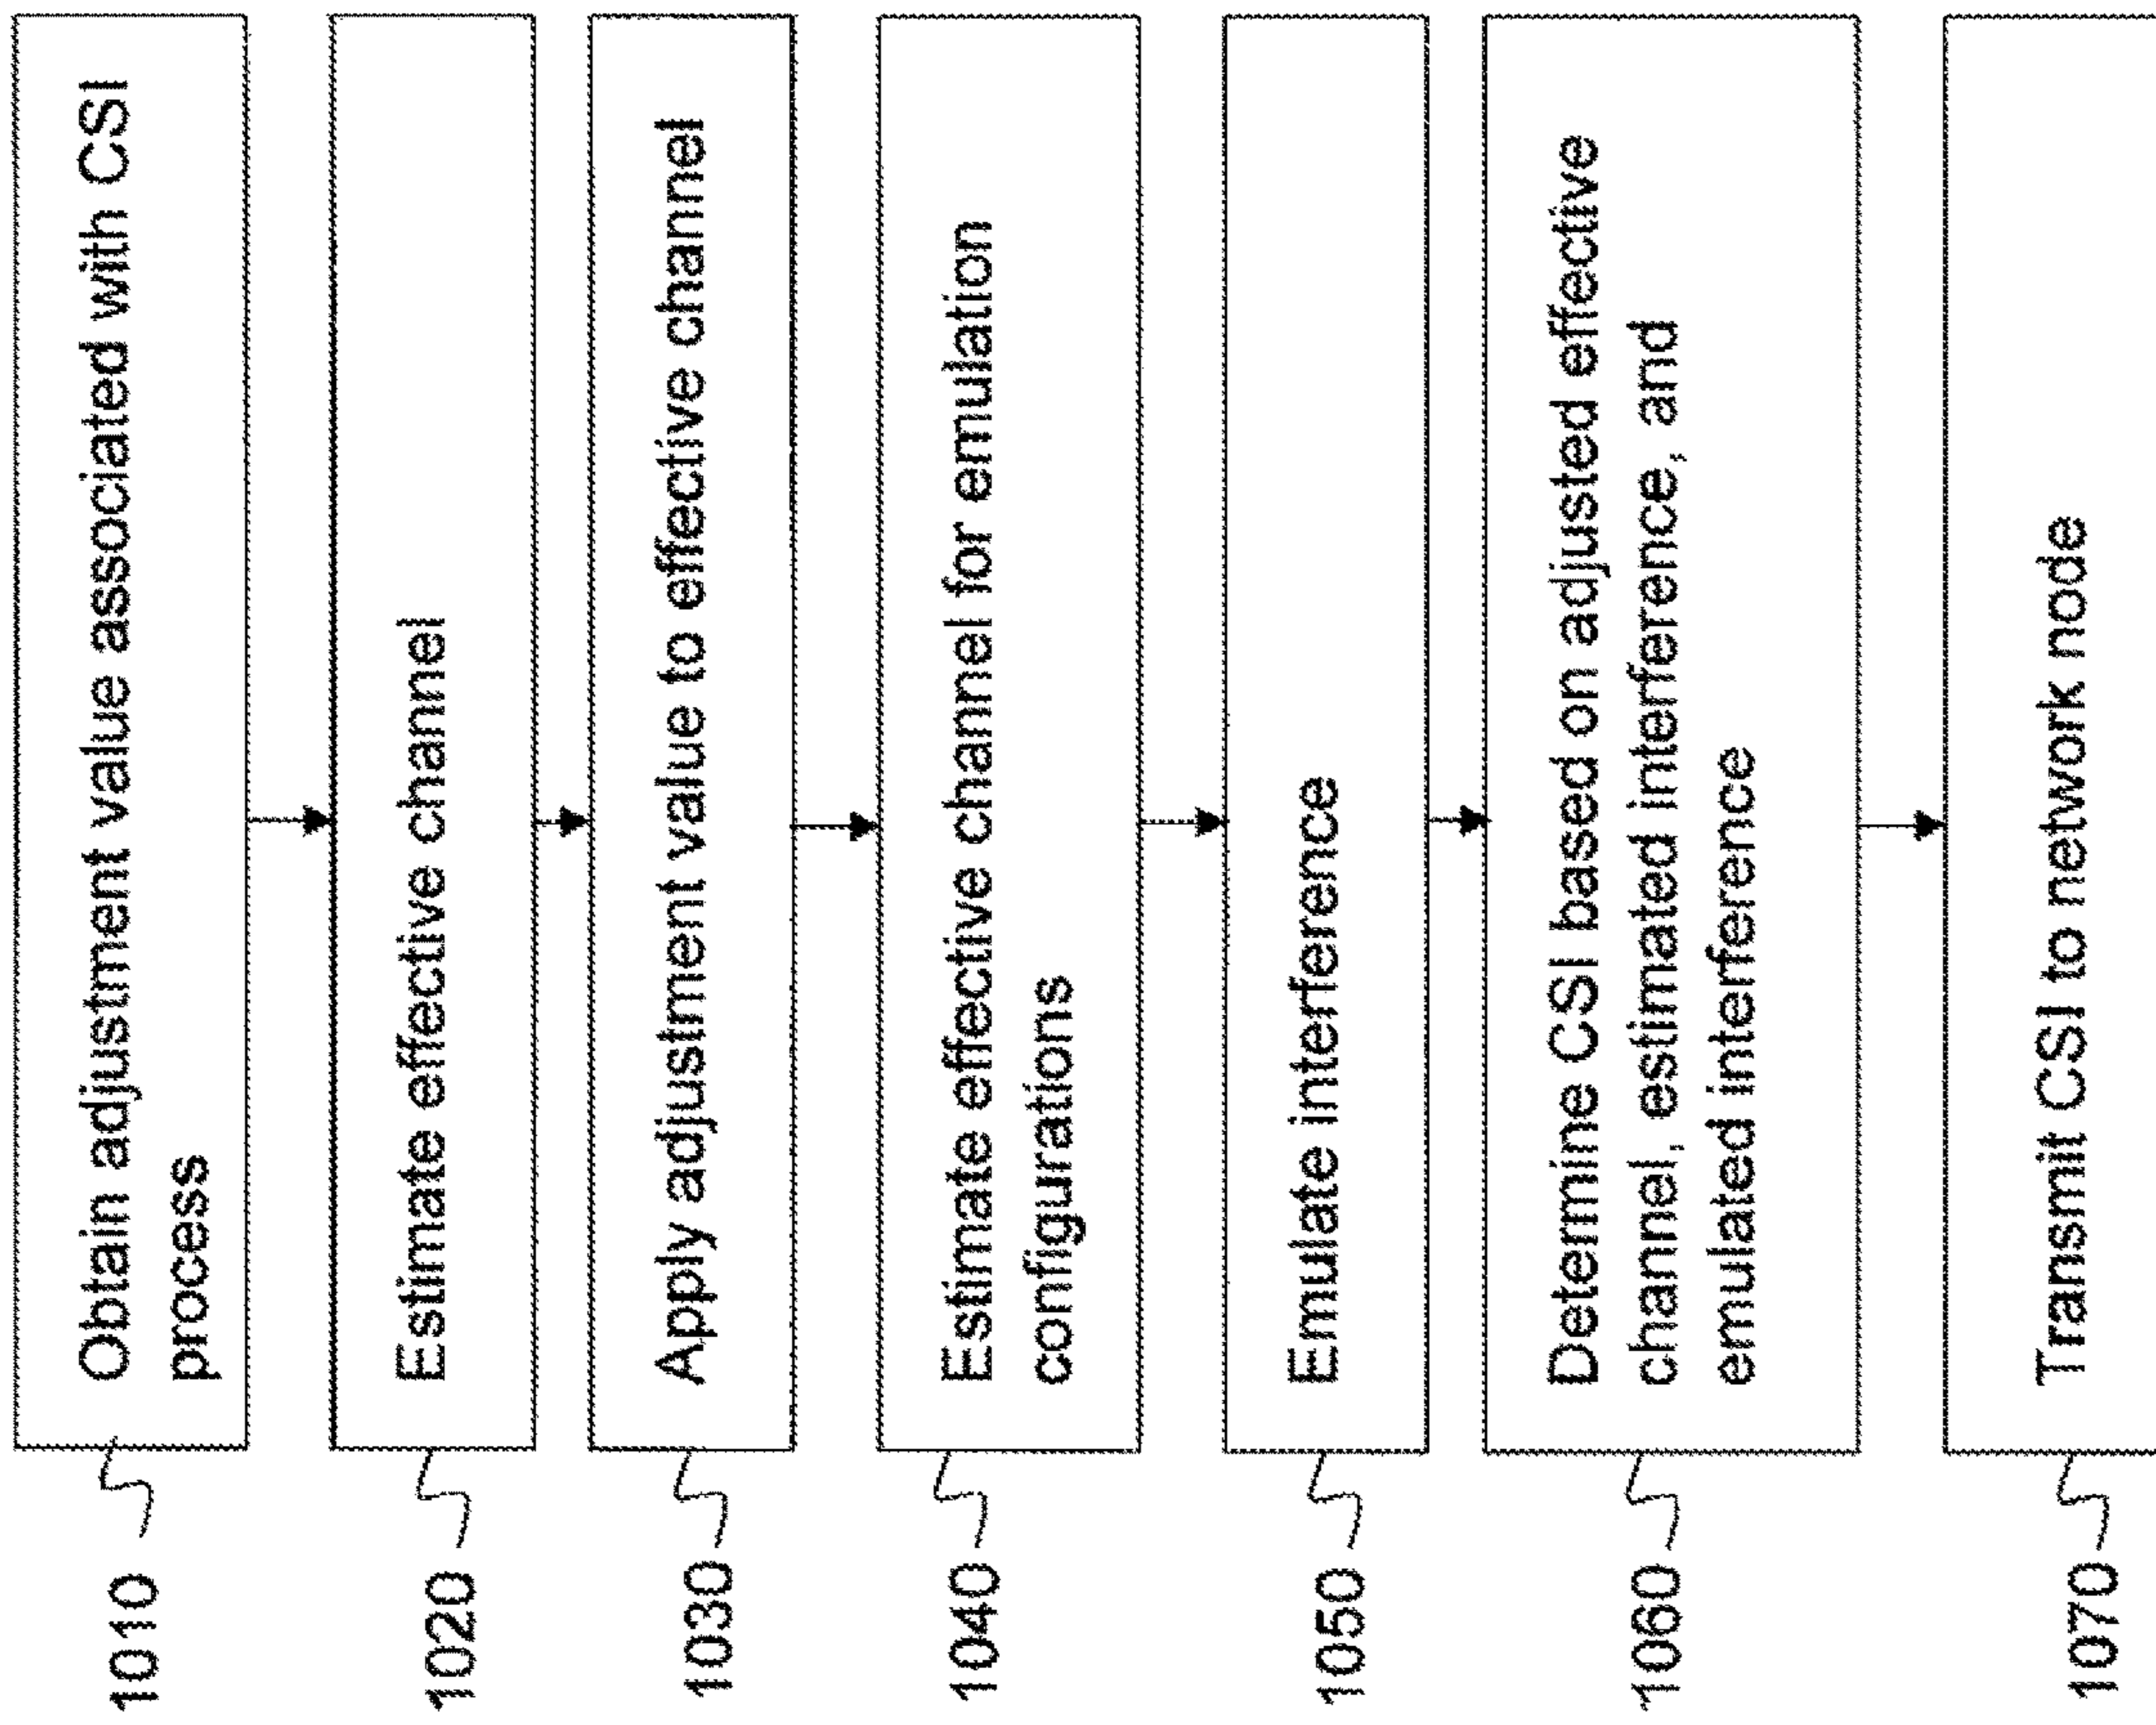 1010
Obtain adjustment value associated with CSI
process
1020
Estimate effective channel
1030
Apply adjustment value to effective channel
1040
Estimate effective channel for emulation
configurations
1050
Emulate interference
1060
Determine CSI based on adjusted effective
channel, estimated interference, and
emulated interference
1070
Transmit CSI to network node